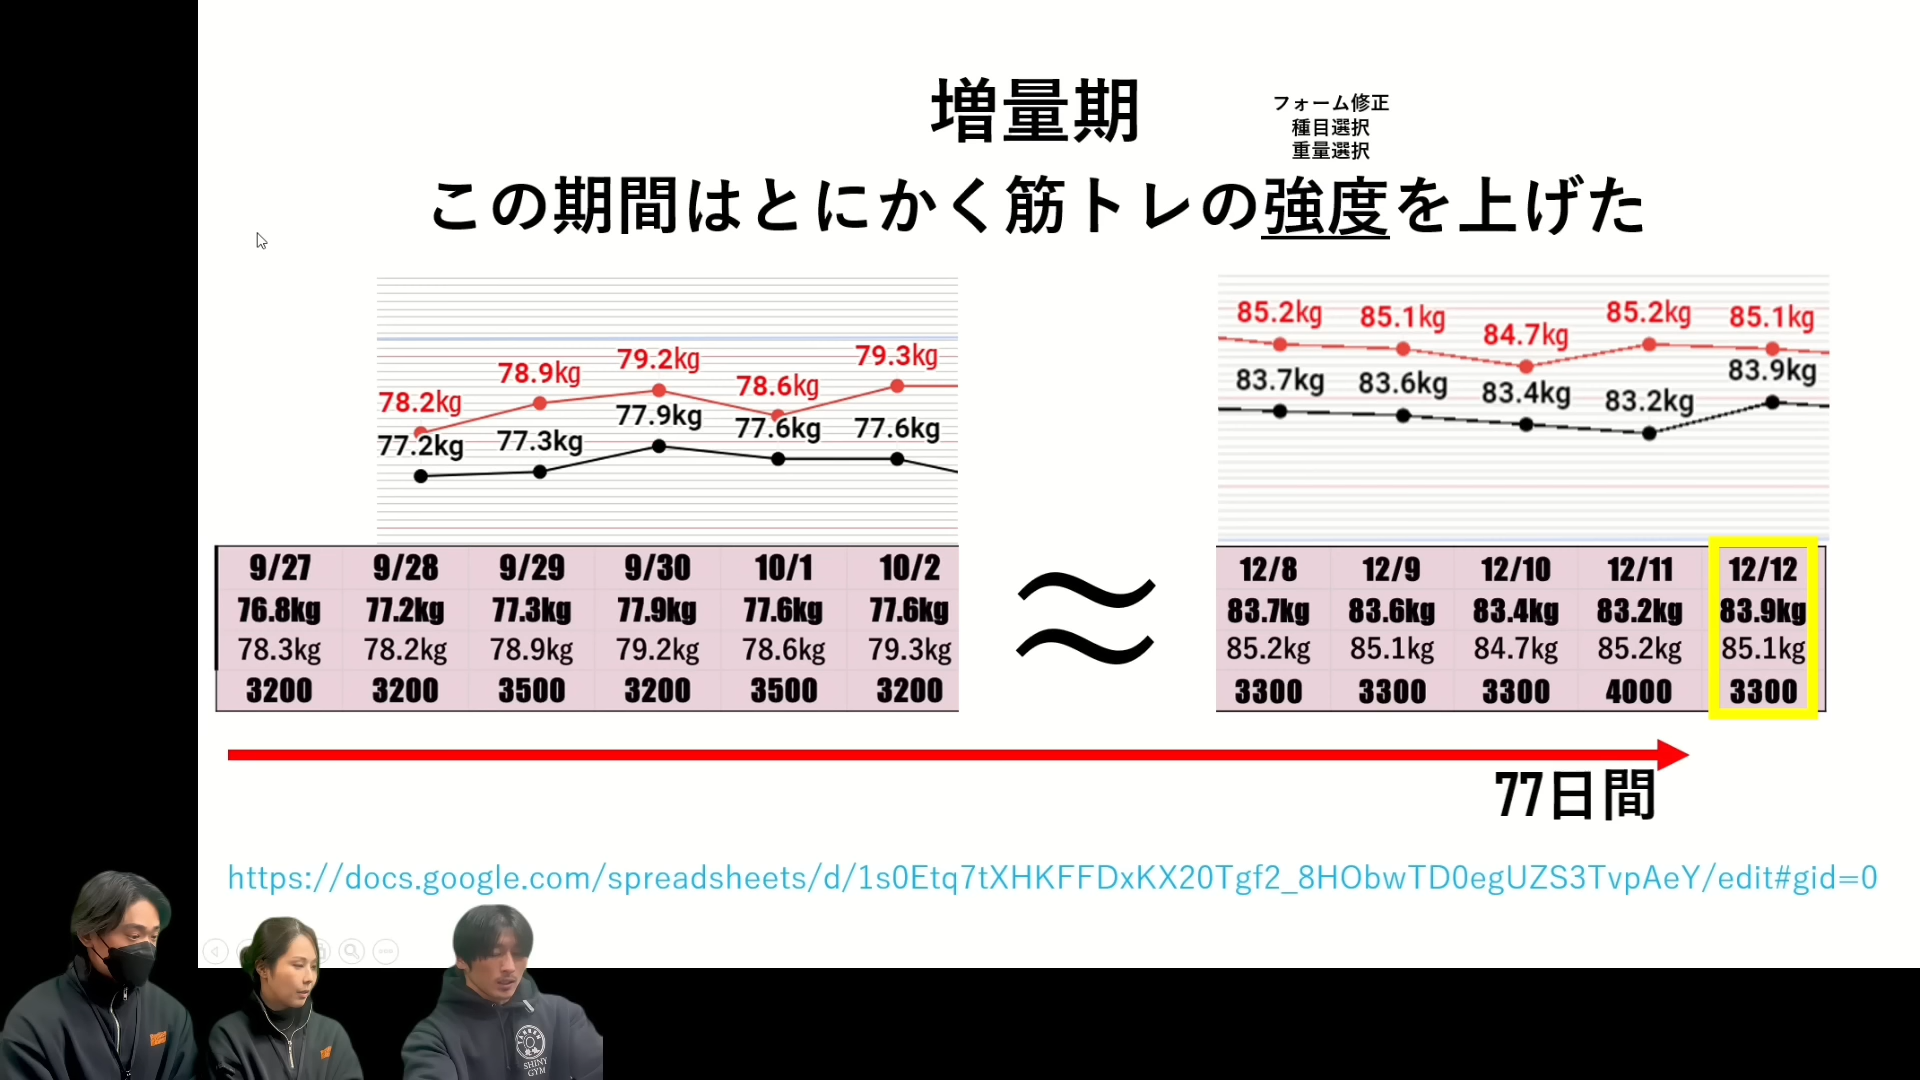 増量期
フォーム修正
種目選択
重量選択
この期間はとにかく筋トレの強度を上げた
78.2kg 78.9kg 79.2kg 78.6kg 79.3kg
77.2kg 77.3kg 77.9kg 77.6kg 77.6kg
85.2kg 85.1kg 84.7kg 85.2kg 85.1kg
83.7kg 83.6kg 83.4kg 83.2kg 83.9kg
9/27 9/28 9/29 9/30 10/1 10/2
76.8kg 77.2kg 77.3kg 77.9kg 77.6kg 77.6kg
78.3kg 78.2kg 78.9kg 79.2kg 78.6kg 79.3kg
3200 3200 3500 3200 3500 3200
≈
12/8 12/9 12/10 12/11 12/12
83.7kg 83.6kg 83.4kg 83.2kg 83.9kg
85.2kg 85.1kg 84.7kg 85.2kg 85.1kg
3300 3300 3300 4000 3300
77日間
https://docs.google.com/spreadsheets/d/1s0Etq7tXHKFFDxKX20Tgf2_8HObwTD0egUZS3TvpAeY/edit#gid=0
SHINY
GYM